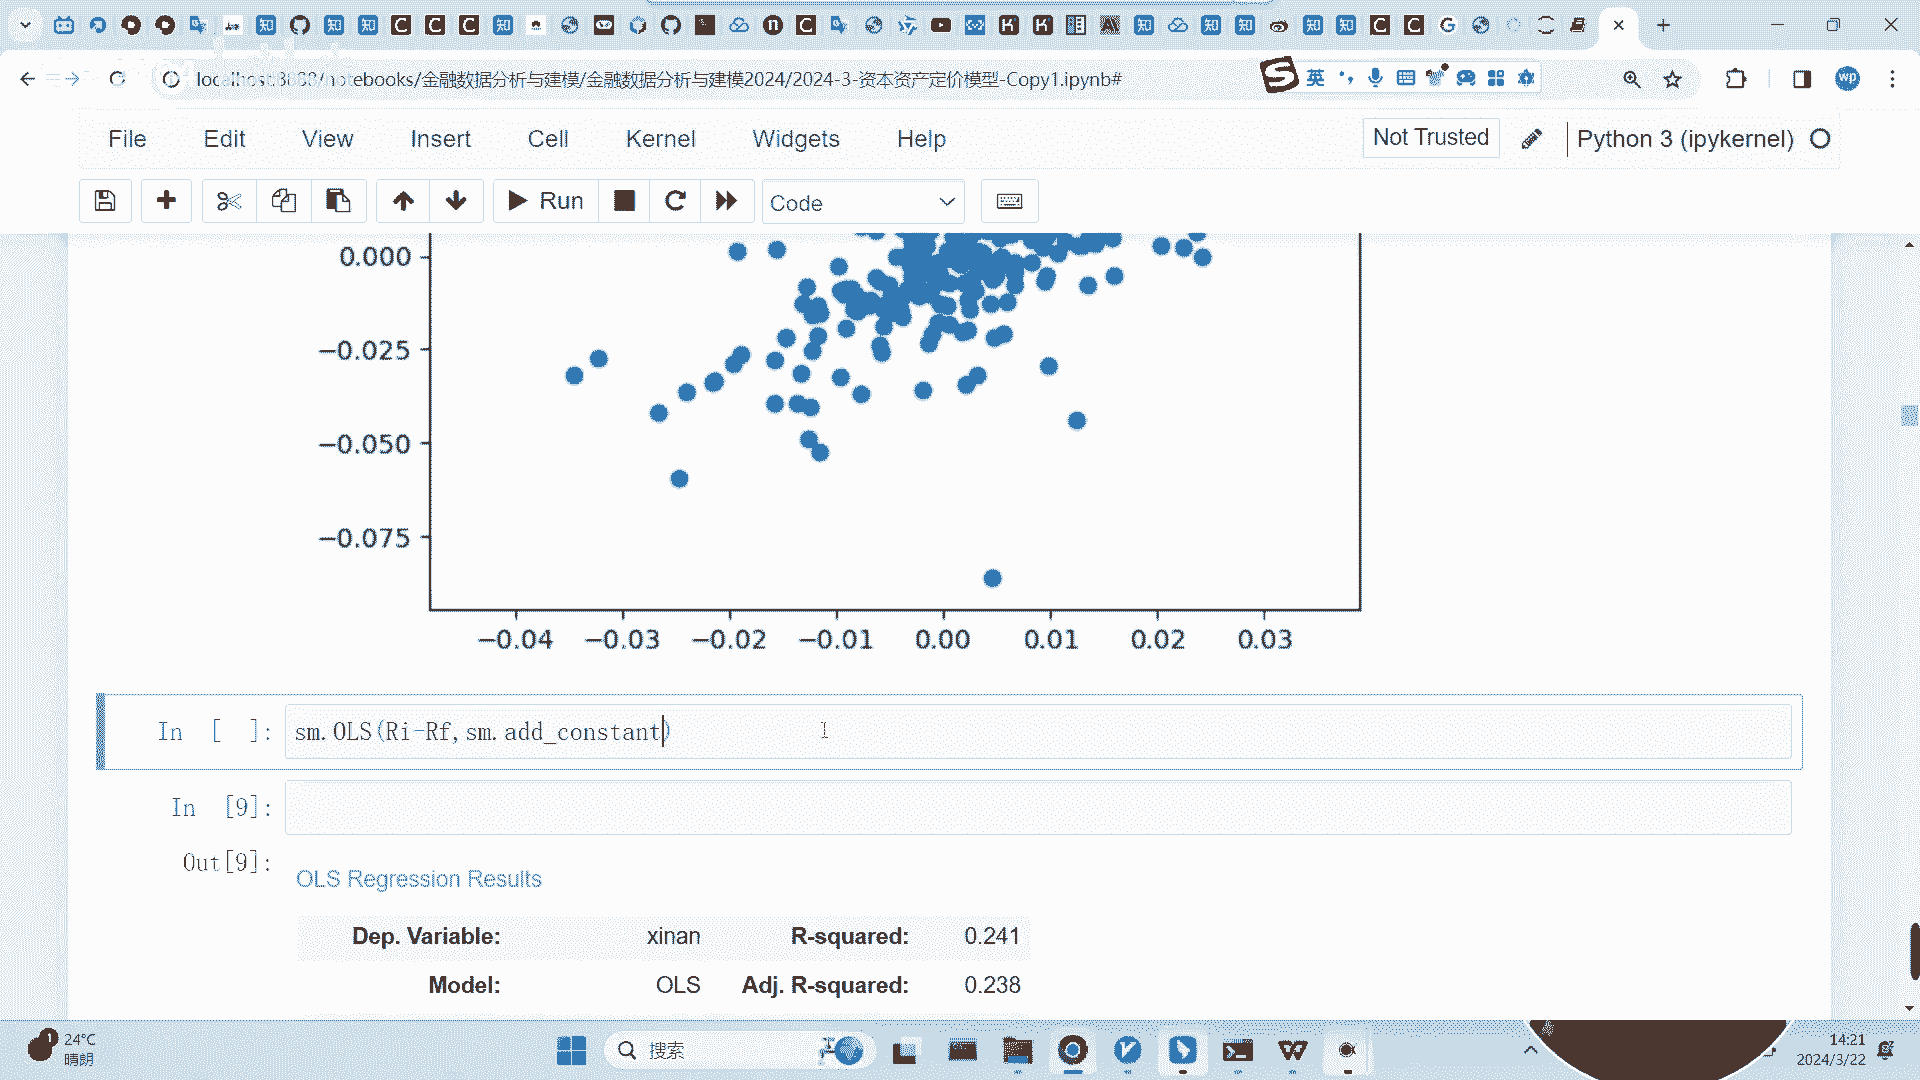 localhost:8888/notebooks/金融数据分析与建模/金融数据分析与建模2024/2024-3-资本资产定价模型-Copy1.ipynb#
英
wp
File Edit View Insert Cell Kernel Widgets Help
Not Trusted
Python 3 (ipykernel)
Run
Code
0.000
−0.025
−0.050
−0.075
−0.04 −0.03 −0.02 −0.01 0.00 0.01 0.02 0.03
In [ ]: sm.OLS(Ri-Rf,sm.add_constant)
In [9]:
Out[9]:
OLS Regression Results
Dep. Variable: xinan R-squared: 0.241
Model: OLS Adj. R-squared: 0.238
24°C
晴朗
搜索
14:21
2024/3/22